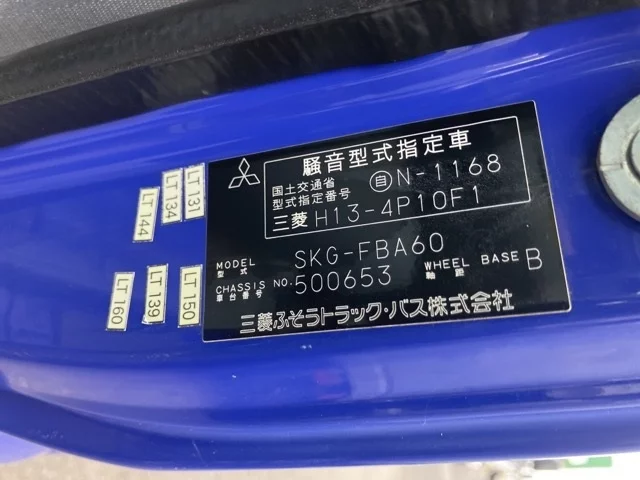 騒音型式指定車
国土交通省
型式指定番号
自N-1168
三菱 H13-4P10F1
MODEL
型式
SKG-FBA60
CHASSIS NO.
車台番号
500653
WHEEL BASE
軸距
B
三菱ふそうトラック・バス株式会社
LT 131
LT 134
LT 144
LT 150
LT 139
LT 160